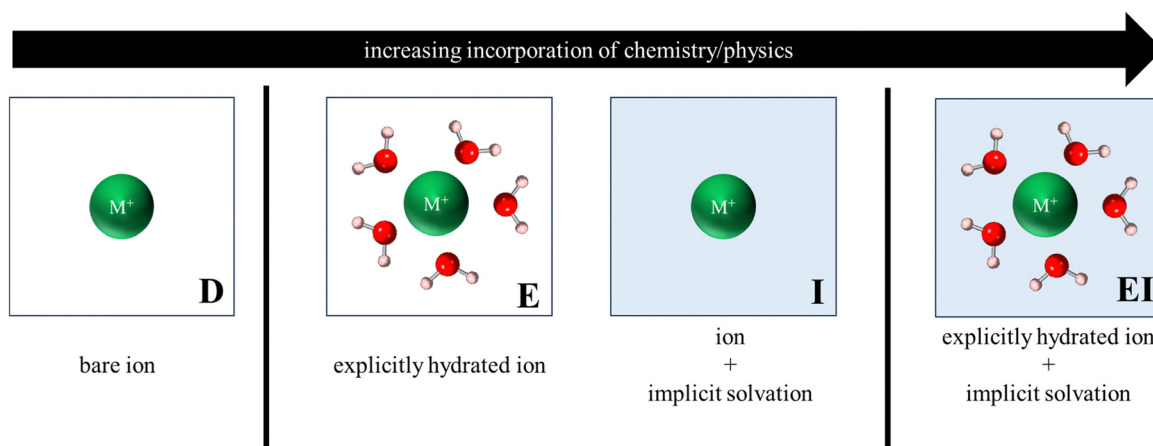 increasing incorporation of chemistry/physics
M+
D
bare ion
M+
E
explicitly hydrated ion
M+
I
ion
+
implicit solvation
M+
EI
explicitly hydrated ion
+
implicit solvation